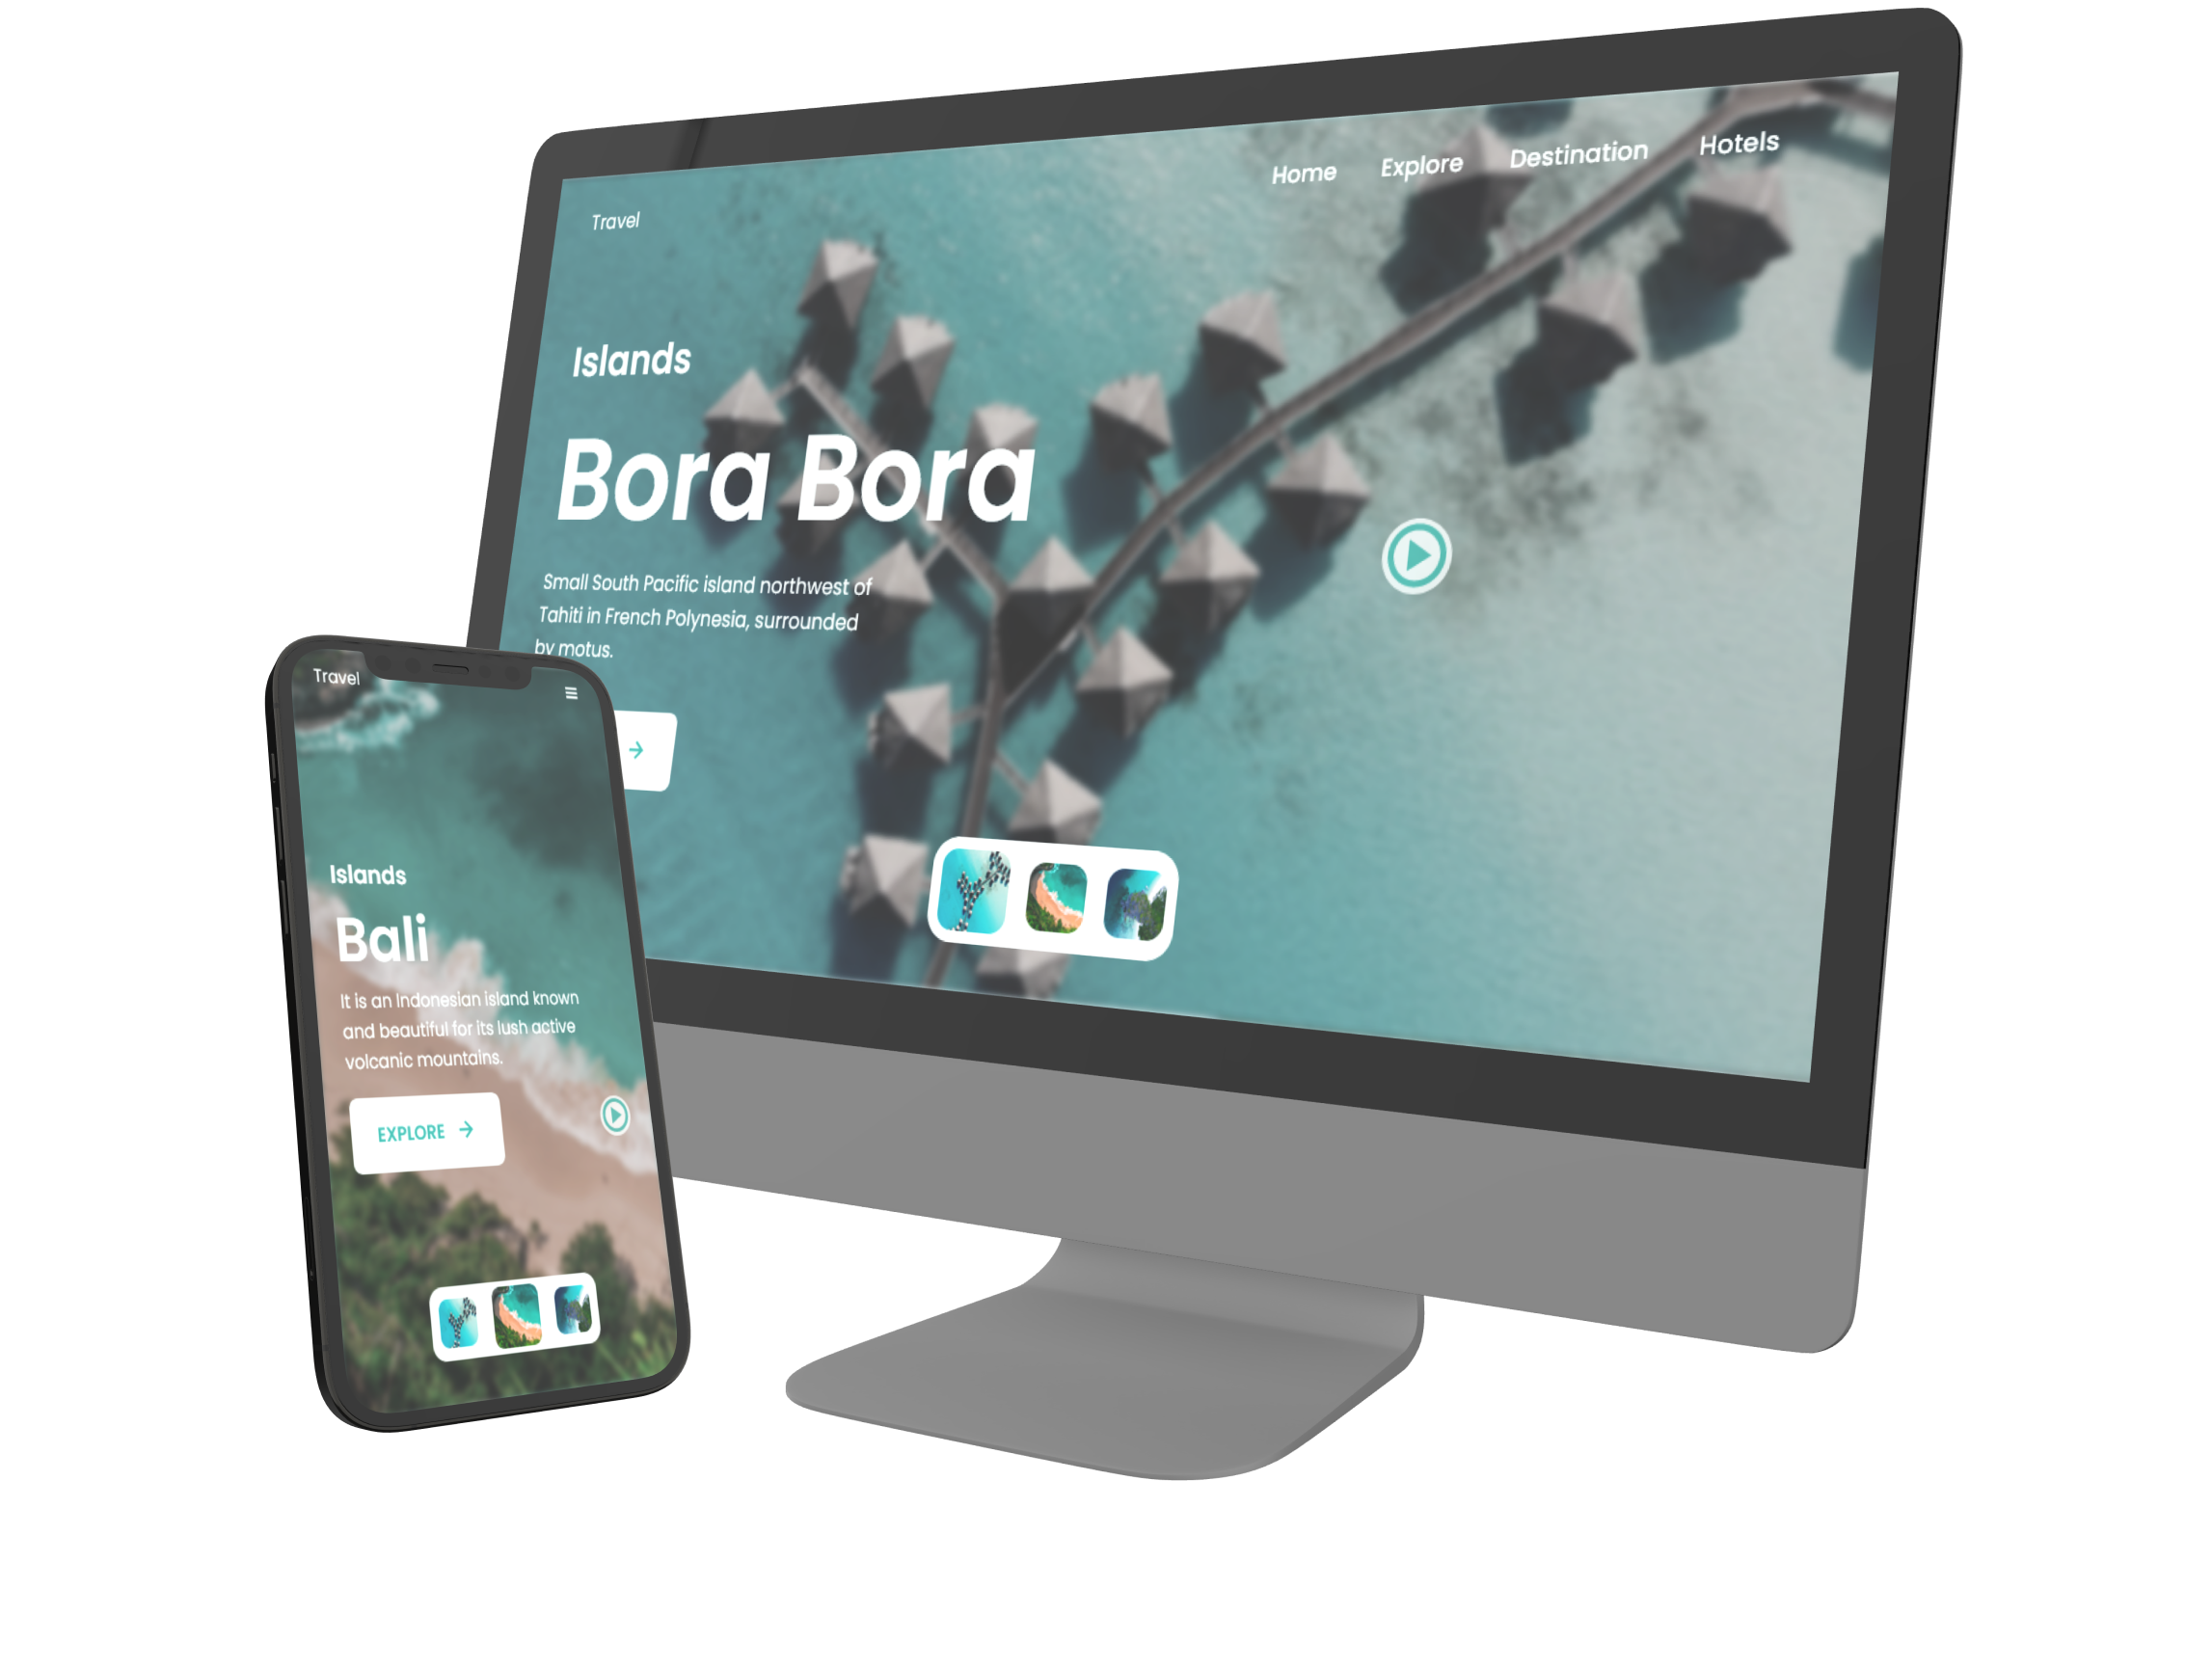 Travel
Home Explore Destination Hotels
Islands
Bora Bora
Small South Pacific island northwest of
Tahiti in French Polynesia, surrounded
by motus.
Travel
Islands
Bali
It is an Indonesian island known
and beautiful for its lush active
volcanic mountains.
EXPLORE